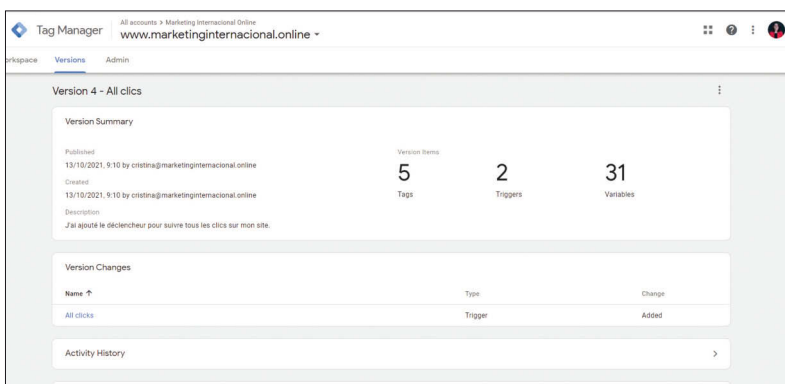 All accounts > Marketing Internacional Online
Tag Manager
www.marketinginternacional.online
orkspace Versions Admin
Version 4 - All clics
Version Summary
Published
13/10/2021, 9:10 by cristina@marketinginternacional.online
Created
13/10/2021, 9:10 by cristina@marketinginternacional.online
Description
J'ai ajouté le déclencheur pour suivre tous les clics sur mon site.
Version Items
5 2 31
Tags Triggers Variables
Version Changes
Name ↑ Type Change
All clicks Trigger Added
Activity History